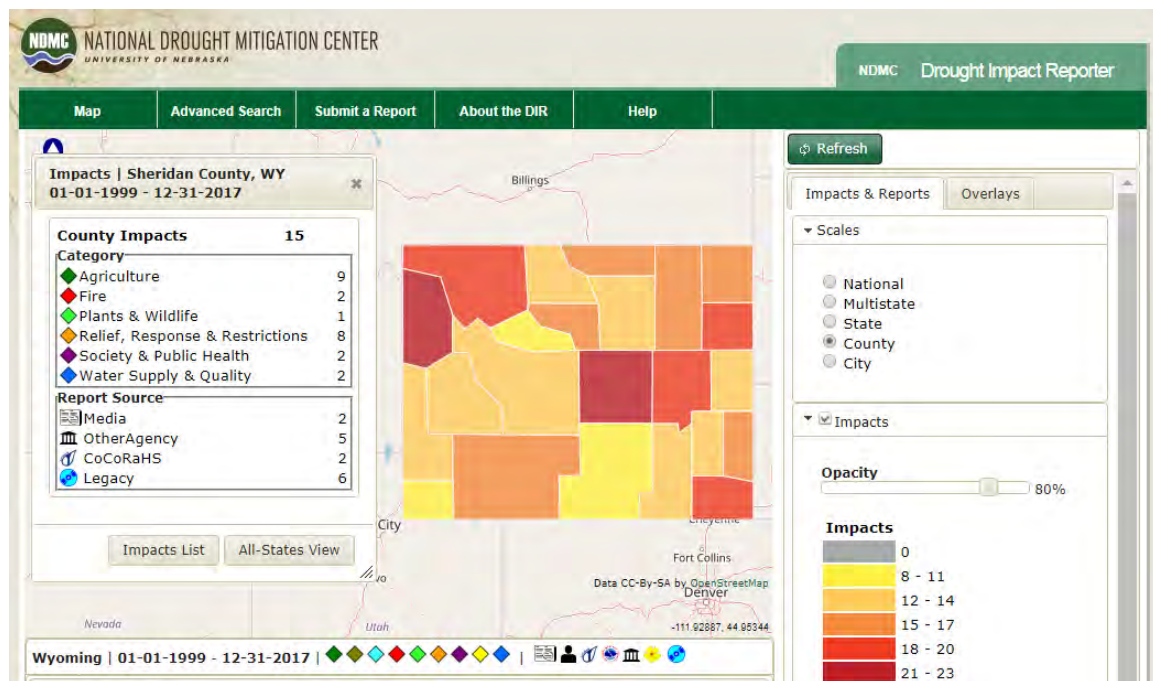 NDMC
NATIONAL DROUGHT MITIGATION CENTER
UNIVERSITY OF NEBRASKA
NDMC Drought Impact Reporter
Map Advanced Search Submit a Report About the DIR Help
Refresh
Impacts | Sheridan County, WY
01-01-1999 - 12-31-2017
County Impacts 15
Category
Agriculture 9
Fire 2
Plants & Wildlife 1
Relief, Response & Restrictions 8
Society & Public Health 2
Water Supply & Quality 2
Report Source
Media 2
OtherAgency 5
CoCoRaHS 2
Legacy 6
Impacts List All-States View
Billings
City
Cheyenne
Fort Collins
Data CC-By-SA by OpenStreetMap
Denver
Nevada
Utah
-111.92887, 44.95344
Wyoming | 01-01-1999 - 12-31-2017 | |
Impacts & Reports Overlays
Scales
National
Multistate
State
County
City
Impacts
Opacity
80%
Impacts
0
8 - 11
12 - 14
15 - 17
18 - 20
21 - 23